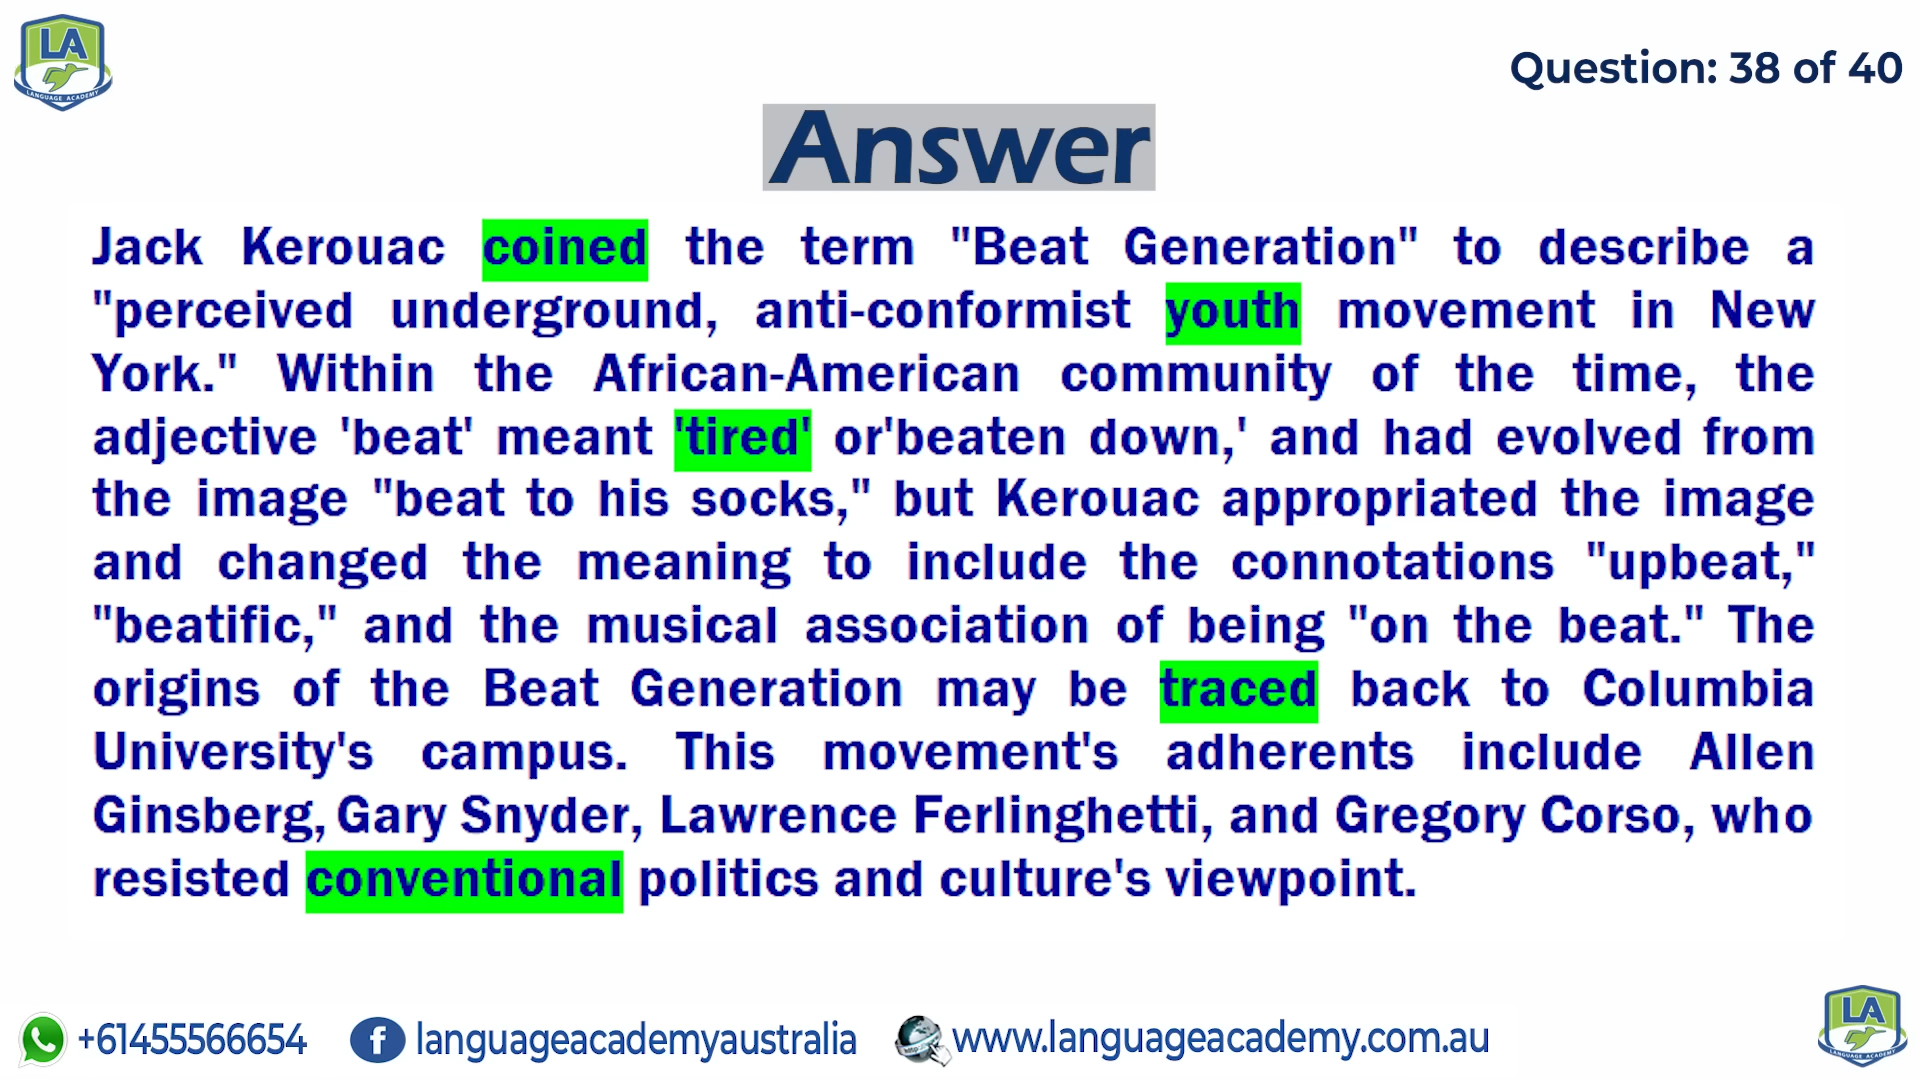 LA
LANGUAGE ACADEMY
Question: 38 of 40
Answer
Jack Kerouac coined the term "Beat Generation" to describe a
"perceived underground, anti-conformist youth movement in New
York." Within the African-American community of the time, the
adjective 'beat' meant 'tired' or'beaten down,' and had evolved from
the image "beat to his socks," but Kerouac appropriated the image
and changed the meaning to include the connotations "upbeat,"
"beatific," and the musical association of being "on the beat." The
origins of the Beat Generation may be traced back to Columbia
University's campus. This movement's adherents include Allen
Ginsberg, Gary Snyder, Lawrence Ferlinghetti, and Gregory Corso, who
resisted conventional politics and culture's viewpoint.
+61455566654 languageacademyaustralia www.languageacademy.com.au
LA
LANGUAGE ACADEMY